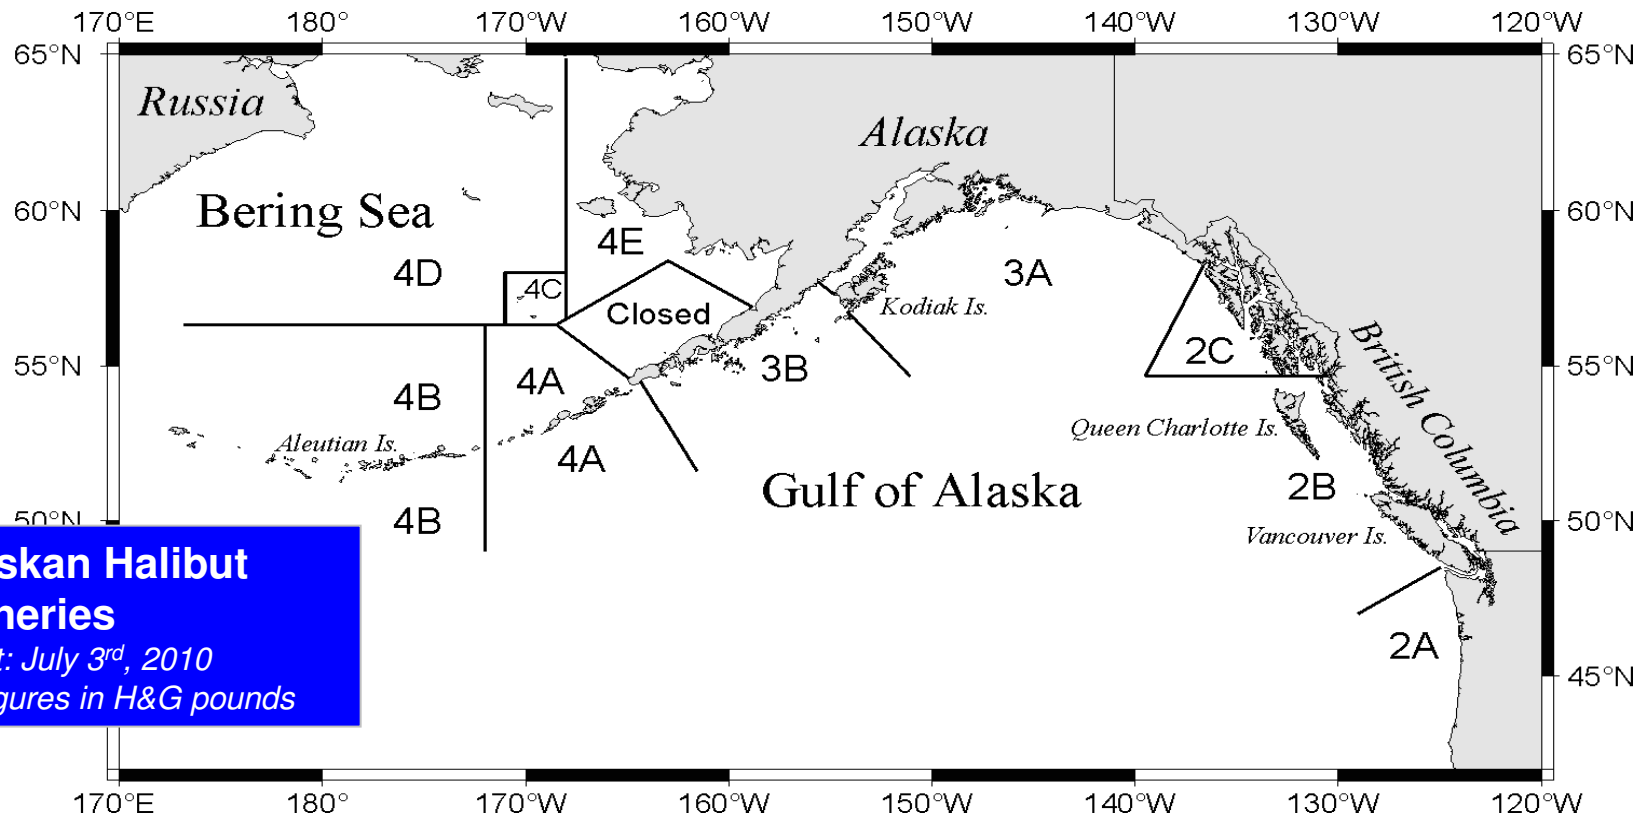 170°E 180° 170°W 160°W 150°W 140°W 130°W 120°W
65°N 65°N
Russia
Alaska
Bering Sea
60°N 60°N
4E
4D 3A
4C
Closed
Kodiak Is.
British Columbia
2C
55°N 55°N
3B
4A
4B
Queen Charlotte Is.
Aleutian Is.
4A
2B
Gulf of Alaska
50°N 50°N
4B
Vancouver Is.
skan Halibut
neries
t: July 3rd, 2010
gures in H&G pounds
2A
45°N
170°E 180° 170°W 160°W 150°W 140°W 130°W 120°W